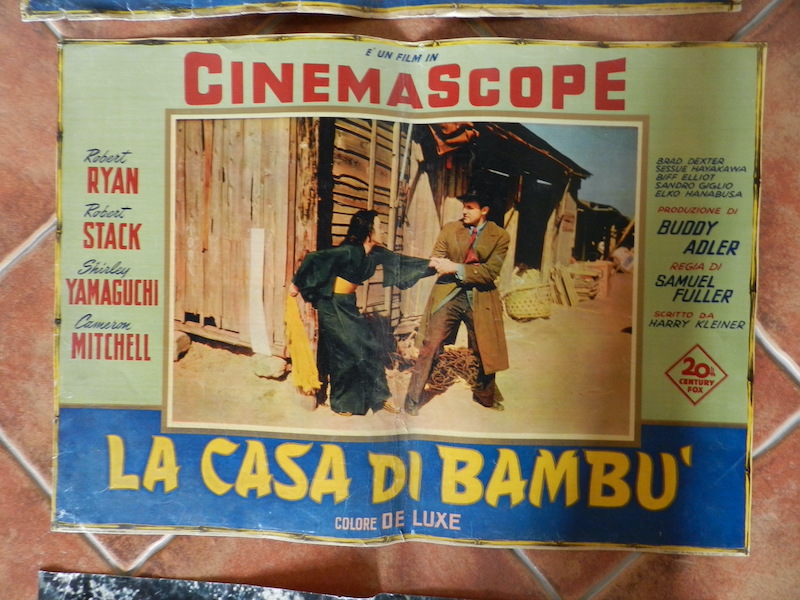 E' UN FILM IN
CINEMASCOPE
Robert
RYAN
Robert
STACK
Shirley
YAMAGUCHI
Cameron
MITCHELL
BRAD DEXTER
SESSUE HAYAKAWA
BIFF ELLIOT
SANDRO GIGLIO
ELKO HANABUSA
PRODUZIONE DI
BUDDY
ADLER
REGIA DI
SAMUEL
FULLER
SCRITTO DA
HARRY KLEINER
20th
CENTURY
FOX
LA CASA DI BAMBU'
COLORE DE LUXE